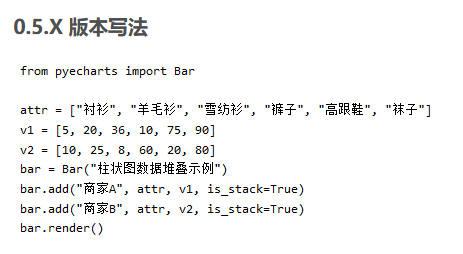 0.5.X 版本写法
from pyecharts import Bar
attr = ["衬衫", "羊毛衫", "雪纺衫", "裤子", "高跟鞋", "袜子"]
v1 = [5, 20, 36, 10, 75, 90]
v2 = [10, 25, 8, 60, 20, 80]
bar = Bar("柱状图数据堆叠示例")
bar.add("商家A", attr, v1, is_stack=True)
bar.add("商家B", attr, v2, is_stack=True)
bar.render()